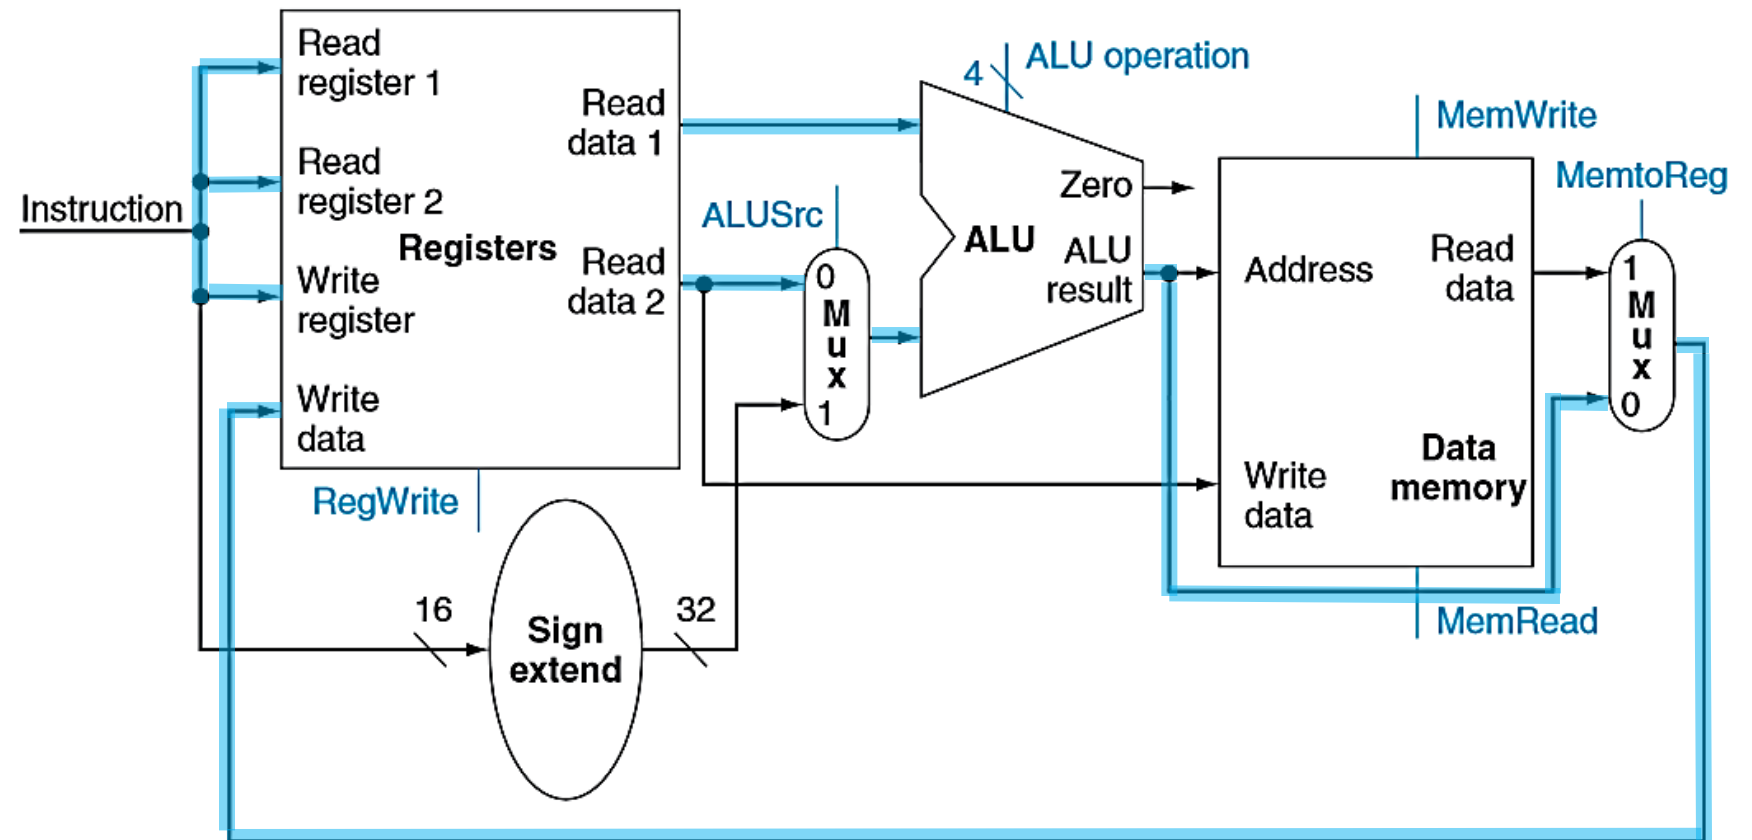 Instruction
Read
register 1
Read
register 2
Write
register
Write
data
Registers
Read
data 1
Read
data 2
RegWrite
16
Sign
extend
32
ALUSrc
0
M
u
x
1
4
ALU operation
ALU
Zero
ALU
result
MemWrite
Address
Read
data
Write
data
Data
memory
MemRead
MemtoReg
1
M
u
x
0